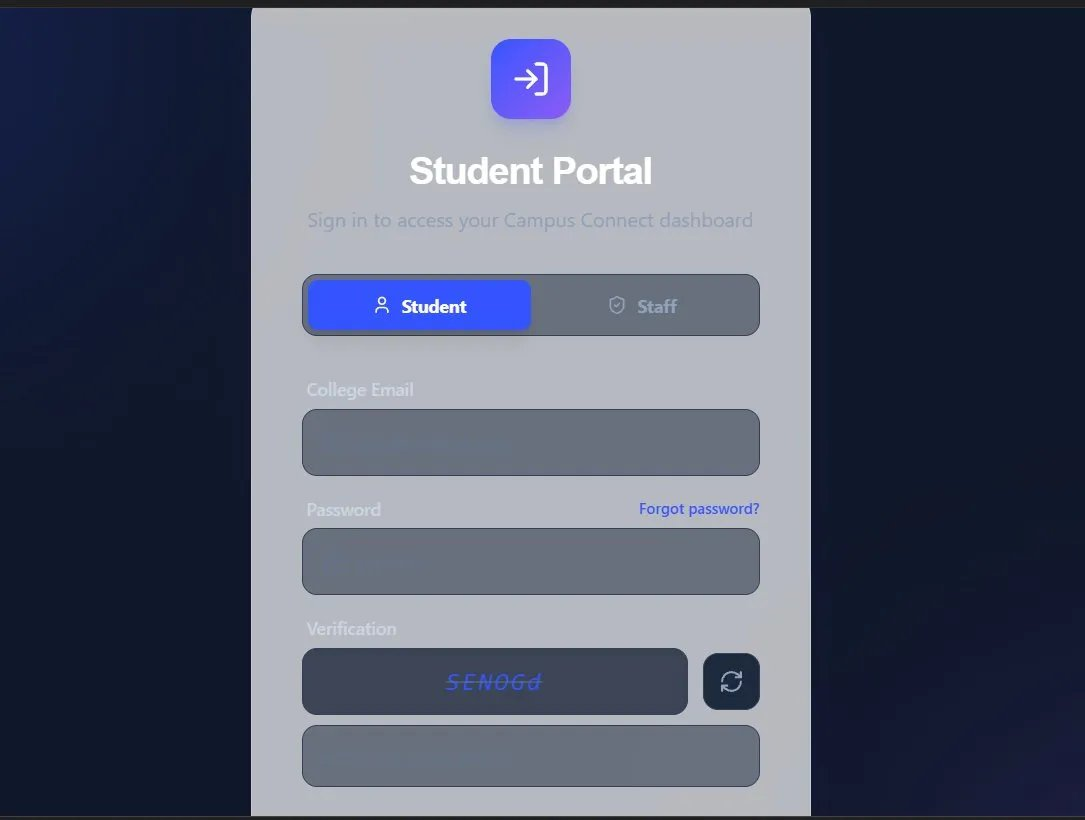 Student Portal
Sign in to access your Campus Connect dashboard
Student Staff
College Email
Password Forgot password?
Verification
SENOGd